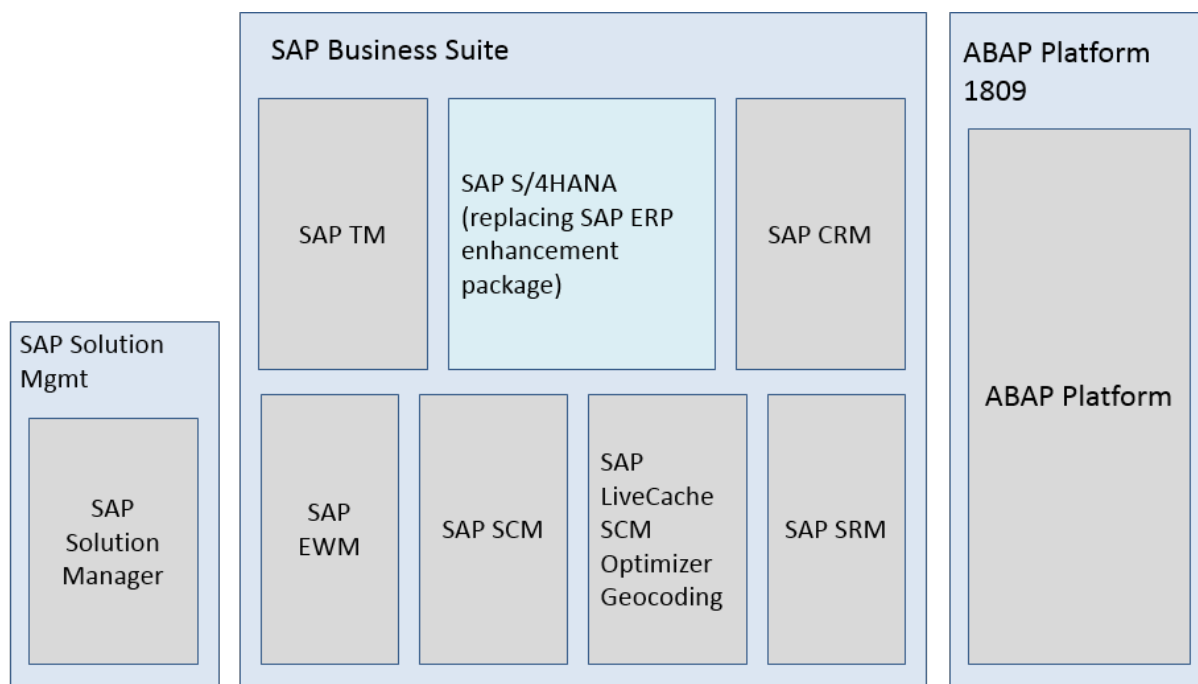 SAP Business Suite
ABAP Platform
1809
SAP TM
SAP S/4HANA
(replacing SAP ERP
enhancement
package)
SAP CRM
ABAP Platform
SAP Solution
Mgmt
SAP
Solution
Manager
SAP
EWM
SAP SCM
SAP
LiveCache
SCM
Optimizer
Geocoding
SAP SRM